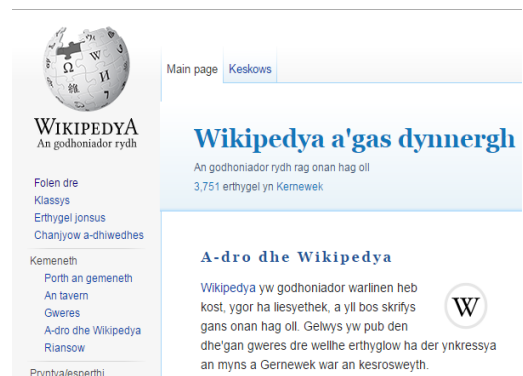 Main page Keskows
WIKIPEDYA
An godhoniador rydh
Wikipedya a'gas dynnergh
An godhoniador rydh rag onan hag oll
3,751 erthygel yn Kernewek
Folen dre
Klassys
Erthygel jonsus
Chanjyow a-dhiwedhes
Kemeneth
Porth an gemeneth
An tavern
Gweres
A-dro dhe Wikipedya
Riansow
Pryntya/esperthi
A-dro dhe Wikipedya
Wikipedya yw godhoniador warlinen heb
kost, ygor ha liesyethek, a yll bos skrifys
gans onan hag oll. Gelwys yw pub den
dhe'gan gweres dre wellhe erthyglow ha der ynkressya
an myns a Gernewek war an kesrosweyth.
W
Ω
W
И
維